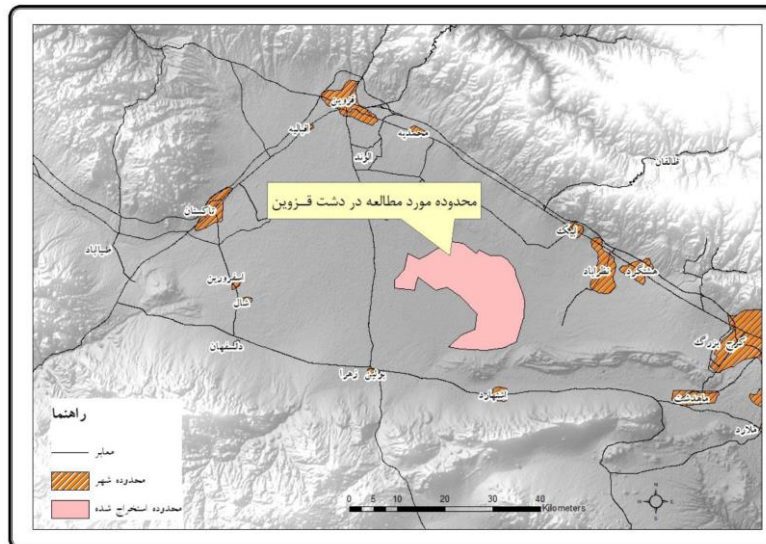 قزوین
اقبالیه
محمدیه
الوند
طالقان
محدوده مورد مطالعه در دشت قـزوین
تاکستان
آبیک
ضیاآباد
نظرآباد
هشتگرد
اسفرورین
شال
دانسفهان
کرج بزرگ
بوئین زهرا
اشتهارد
ماهدشت
ملارد
راهنما
معابر
محدوده شهر
محدوده استخراج شده
0 5 10 20 30 40
Kilometers
N